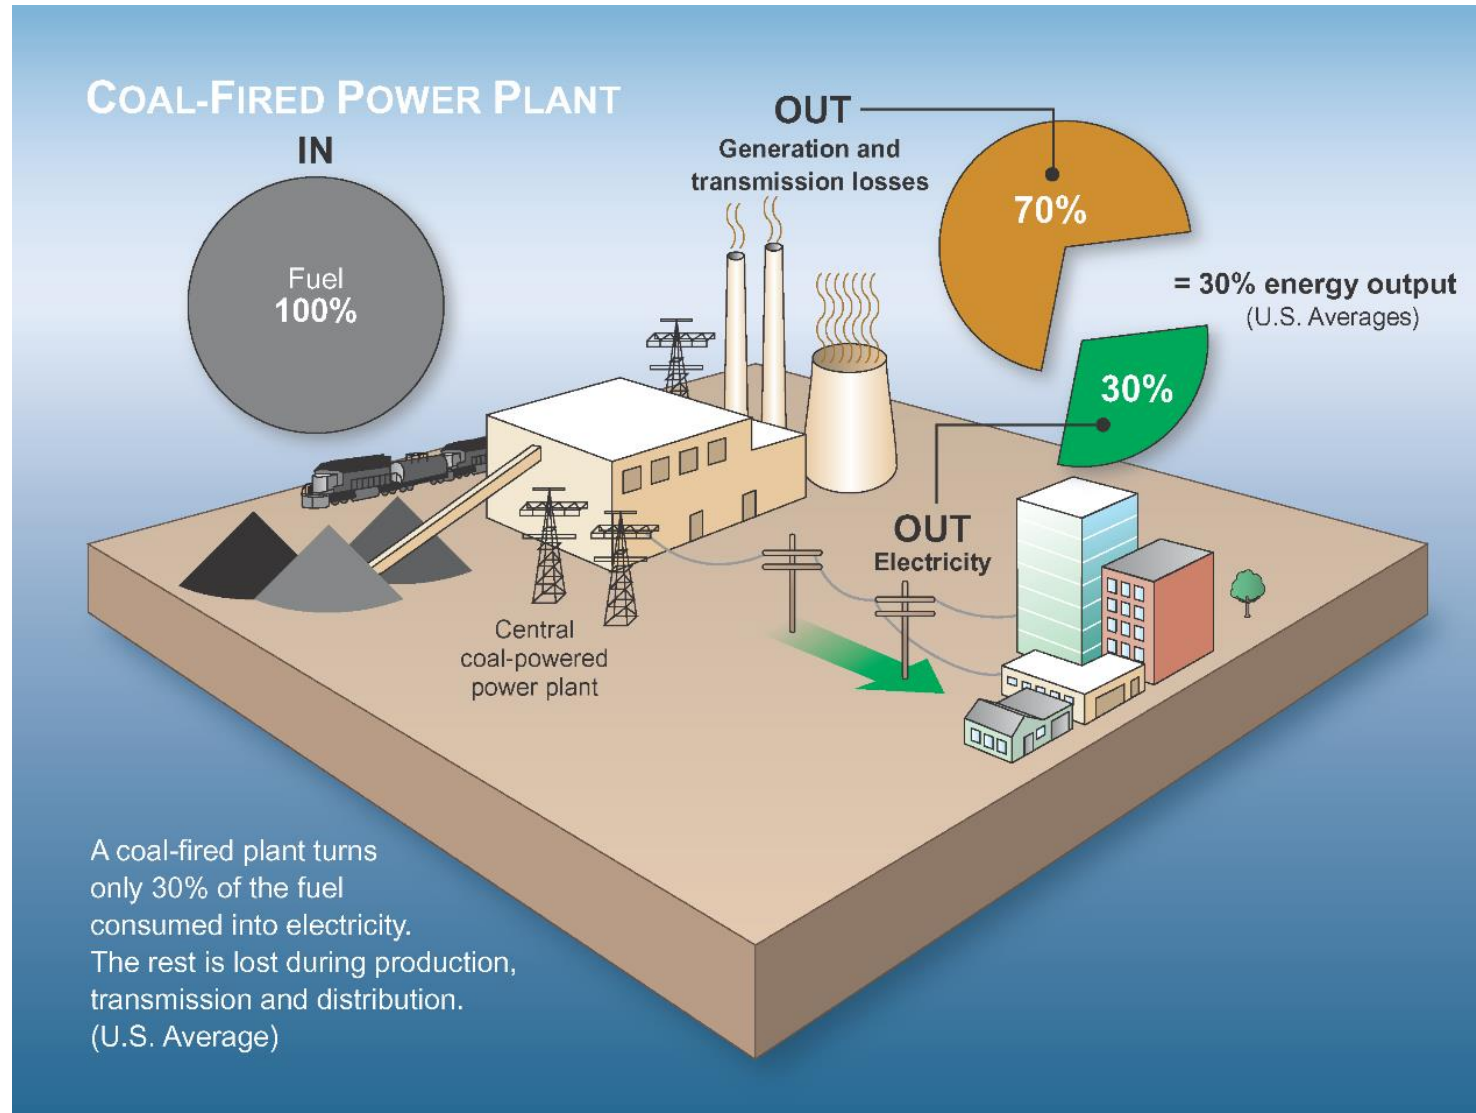 COAL-FIRED POWER PLANT
IN
Fuel
100%
OUT
Generation and
transmission losses
70%
= 30% energy output
(U.S. Averages)
30%
OUT
Electricity
Central
coal-powered
power plant
A coal-fired plant turns
only 30% of the fuel
consumed into electricity.
The rest is lost during production,
transmission and distribution.
(U.S. Average)